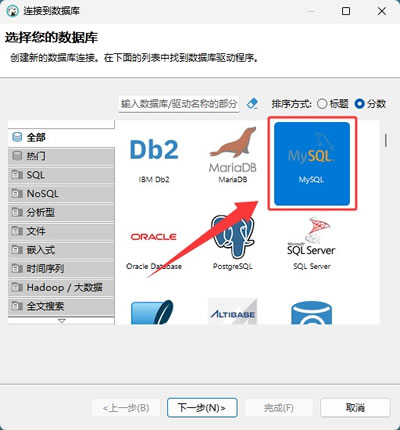 连接到数据库
选择您的数据库
创建新的数据库连接。在下面的列表中找到数据库驱动程序。
输入数据库/驱动名称的部分
排序方式: 标题 分数
全部
热门
SQL
NoSQL
分析型
文件
嵌入式
时间序列
Hadoop / 大数据
全文搜索
Db2
IBM Db2
MariaDB
MariaDB
MySQL
MySQL
ORACLE
Oracle Database
PostgreSQL
Microsoft
SQL Server
SQL Server
ALTIBASE
<上一步(B)
下一步(N)>
完成(F)
取消